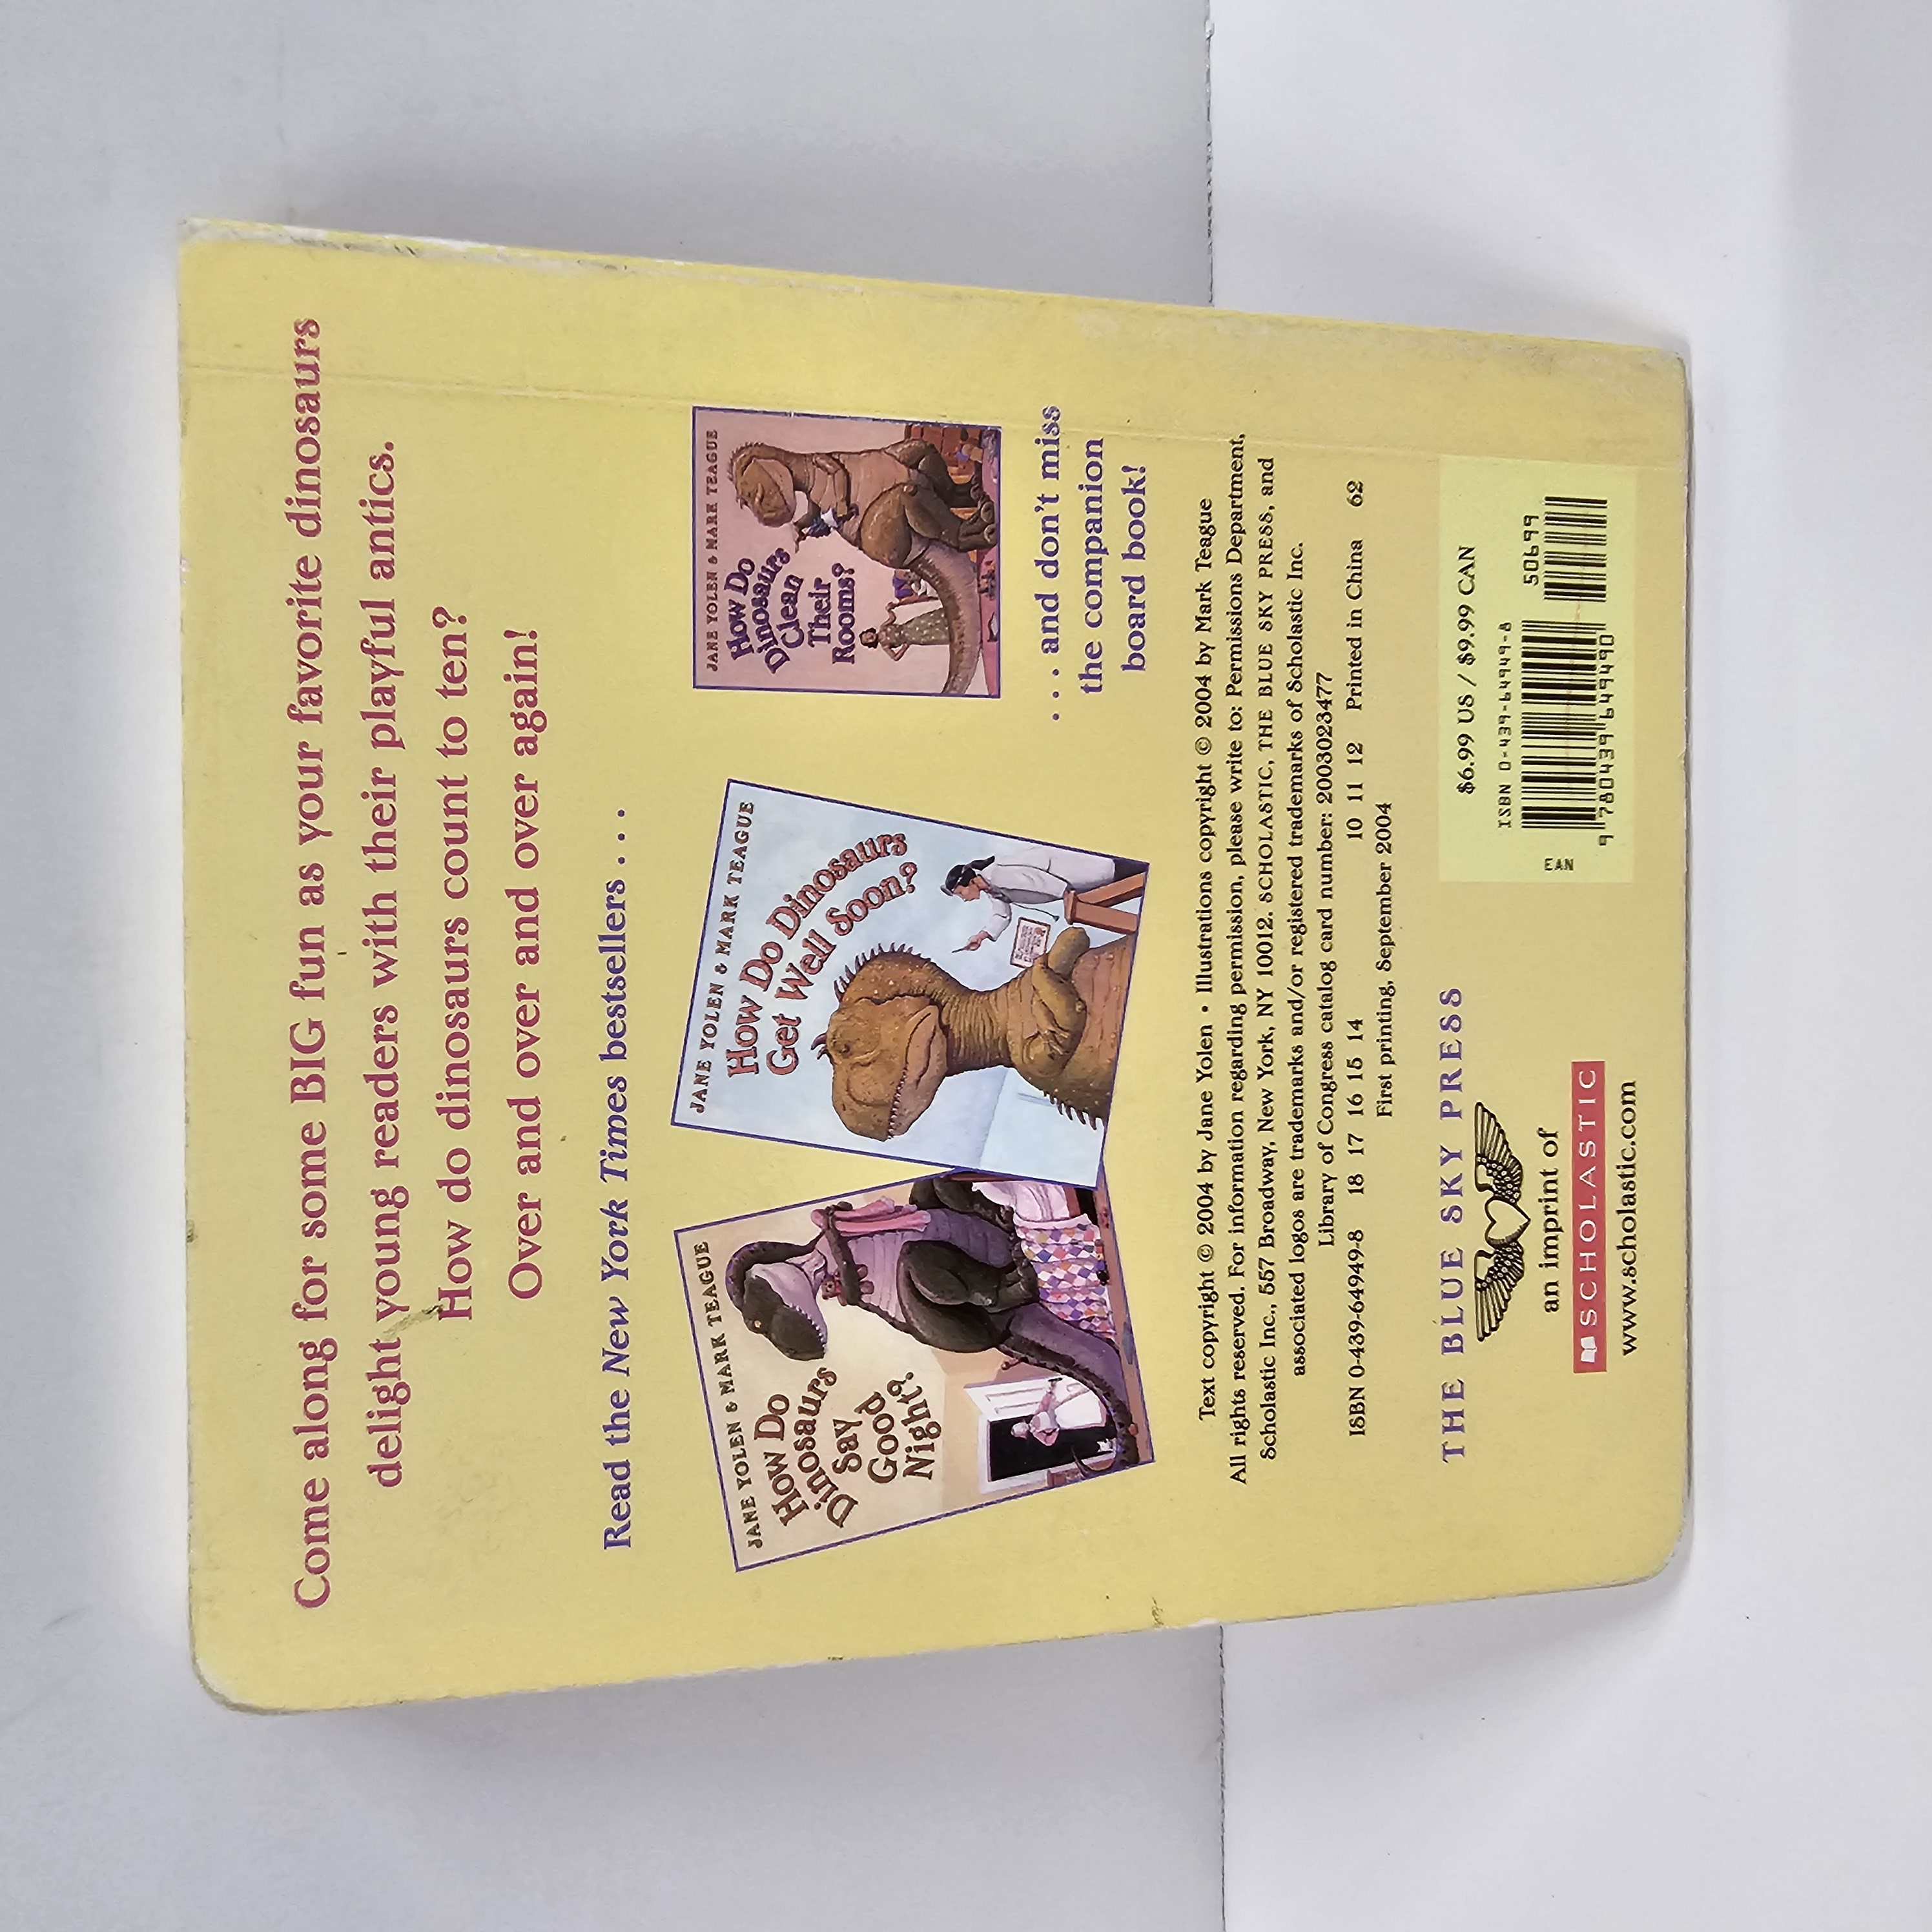 Come along for some BIG fun as your favorite dinosaurs
delight young readers with their playful antics.
How do dinosaurs count to ten?
Over and over and over again!
Read the New York Times bestsellers . . .
JANE YOLEN & MARK TEAGUE
How Do
Dinosaurs
Say
Good
Night?
JANE YOLEN & MARK TEAGUE
How Do Dinosaurs
Get Well Soon?
JANE YOLEN & MARK TEAGUE
How Do
Dinosaurs
Clean
Their
Rooms?
. . . and don't miss
the companion
board book!
Text copyright © 2004 by Jane Yolen • Illustrations copyright © 2004 by Mark Teague
All rights reserved. For information regarding permission, please write to: Permissions Department,
Scholastic Inc., 557 Broadway, New York, NY 10012. SCHOLASTIC, THE BLUE SKY PRESS, and
associated logos are trademarks and/or registered trademarks of Scholastic Inc.
Library of Congress catalog card number: 2003023477
ISBN 0-439-64949-8 18 17 16 15 14 10 11 12 Printed in China 62
First printing, September 2004
THE BLUE SKY PRESS
an imprint of
SCHOLASTIC
www.scholastic.com
$6.99 US / $9.99 CAN
ISBN 0-439-64949-8
50699
EAN
9 780439 649490